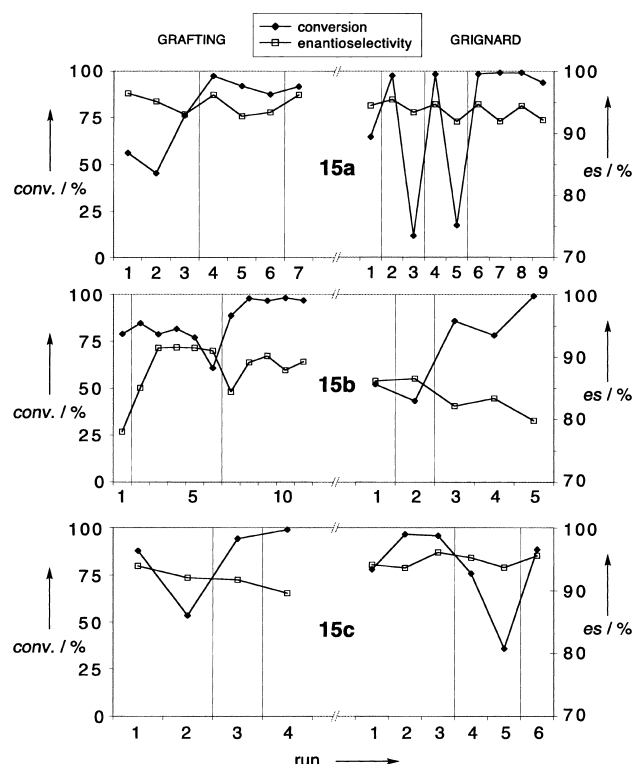 conversion
GRAFTING
enantioselectivity
GRIGNARD
100
75
50
25
0
conv. / %
15a
100
90
80
70
es / %
1 2 3 4 5 6 7
1 2 3 4 5 6 7 8 9
100
75
50
25
0
conv. / %
15b
100
90
80
70
es / %
1 5 10
1 2 3 4 5
100
75
50
25
0
conv. / %
15c
100
90
80
70
es / %
1 2 3 4
1 2 3 4 5 6
run